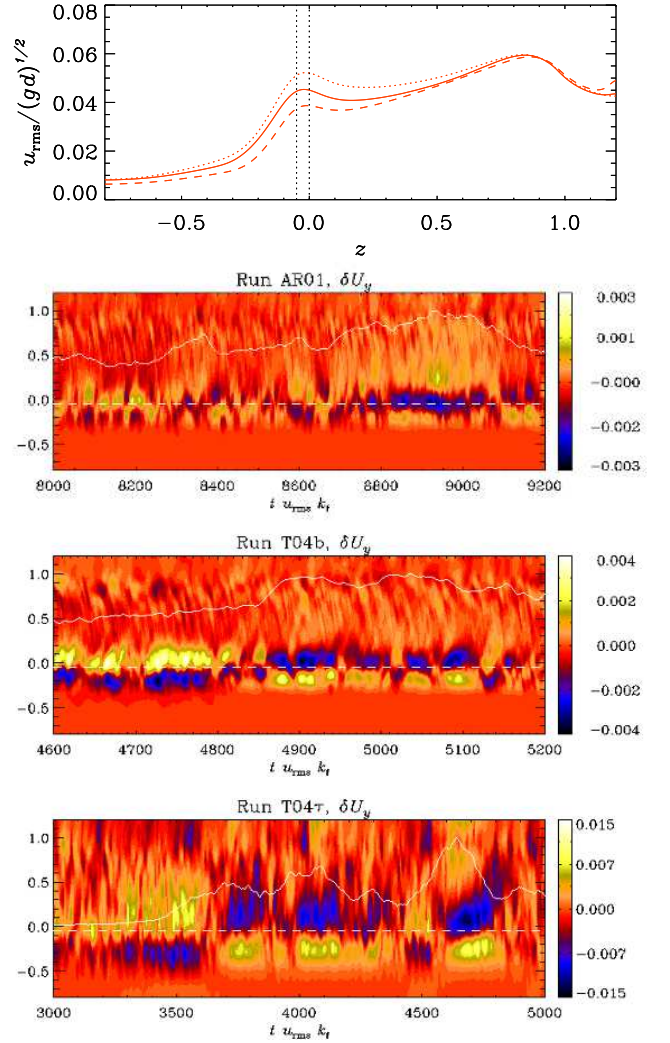 0.08
0.06
0.04
0.02
0.00
u_rms/(gd)^1/2
−0.5 0.0 0.5 1.0
z
Run AR01, δU_y
1.0
0.5
0.0
−0.5
8000 8200 8400 8600 8800 9000 9200
t u_rms k_f
0.003
0.001
−0.000
−0.002
−0.003
Run T04b, δU_y
1.0
0.5
0.0
−0.5
4600 4700 4800 4900 5000 5100 5200
t u_rms k_f
0.004
0.002
0.000
−0.002
−0.004
Run T04τ, δU_y
1.0
0.5
0.0
−0.5
3000 3500 4000 4500 5000
t u_rms k_f
0.015
0.007
0.000
−0.007
−0.015